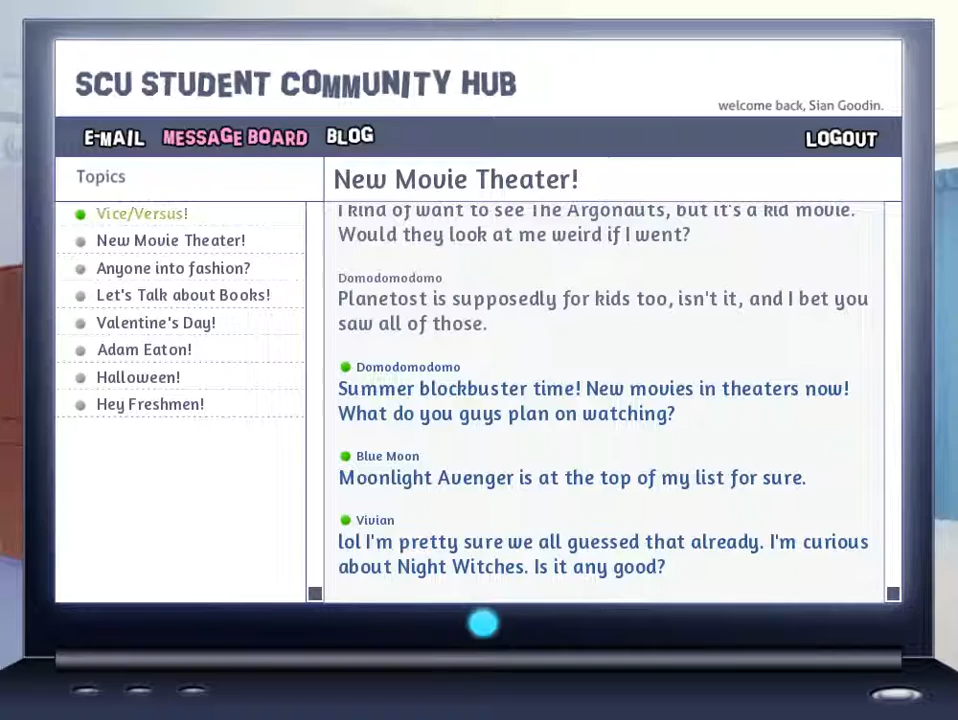 SCU STUDENT COMMUNITY HUB
welcome back, Sian Goodin.
E-MAIL MESSAGE BOARD BLOG LOGOUT
Topics
Vice/Versus!
New Movie Theater!
Anyone into fashion?
Let's Talk about Books!
Valentine's Day!
Adam Eaton!
Halloween!
Hey Freshmen!
New Movie Theater!
I kind of want to see The Argonauts, but it's a kid movie.
Would they look at me weird if I went?
Domodomodomo
Planetost is supposedly for kids too, isn't it, and I bet you
saw all of those.
Domodomodomo
Summer blockbuster time! New movies in theaters now!
What do you guys plan on watching?
Blue Moon
Moonlight Avenger is at the top of my list for sure.
Vivian
lol I'm pretty sure we all guessed that already. I'm curious
about Night Witches. Is it any good?